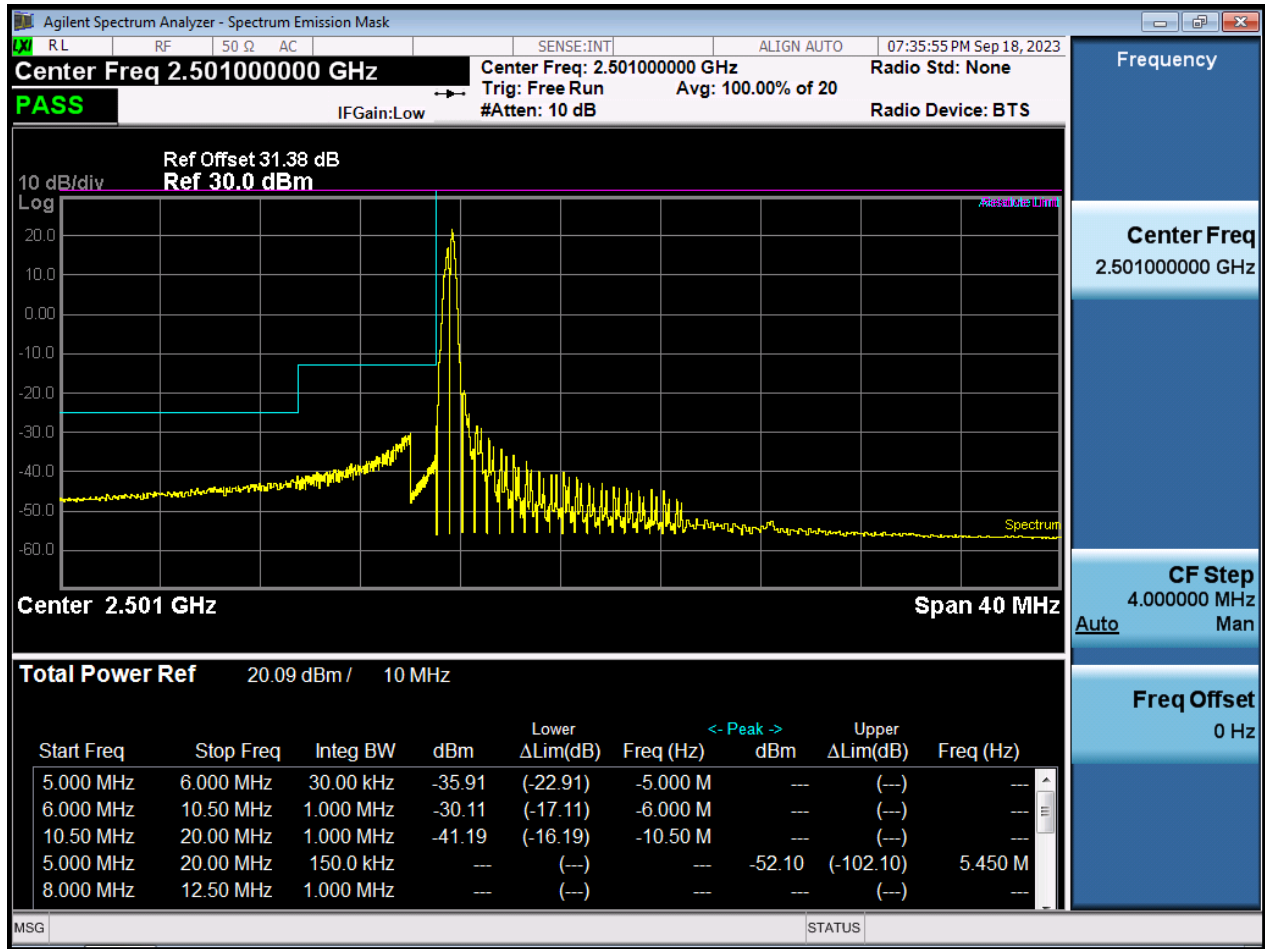 Agilent Spectrum Analyzer - Spectrum Emission Mask
LXI RL RF 50 Ω AC SENSE:INT ALIGN AUTO 07:35:55 PM Sep 18, 2023
Center Freq 2.501000000 GHz
Center Freq: 2.501000000 GHz Radio Std: None
Trig: Free Run Avg: 100.00% of 20
PASS IFGain:Low #Atten: 10 dB Radio Device: BTS
Ref Offset 31.38 dB
10 dB/div Ref 30.0 dBm
Log
20.0
10.0
0.00
-10.0
-20.0
-30.0
-40.0
-50.0
-60.0
Spectrum
Center 2.501 GHz Span 40 MHz
Total Power Ref 20.09 dBm / 10 MHz
Lower <- Peak -> Upper
Start Freq Stop Freq Integ BW dBm ΔLim(dB) Freq (Hz) dBm ΔLim(dB) Freq (Hz)
5.000 MHz 6.000 MHz 30.00 kHz -35.91 (-22.91) -5.000 M --- (---) ---
6.000 MHz 10.50 MHz 1.000 MHz -30.11 (-17.11) -6.000 M --- (---) ---
10.50 MHz 20.00 MHz 1.000 MHz -41.19 (-16.19) -10.50 M --- (---) ---
5.000 MHz 20.00 MHz 150.0 kHz --- (---) --- -52.10 (-102.10) 5.450 M
8.000 MHz 12.50 MHz 1.000 MHz --- (---) --- --- (---) ---
MSG STATUS
Frequency
Center Freq
2.501000000 GHz
CF Step
4.000000 MHz
Auto Man
Freq Offset
0 Hz